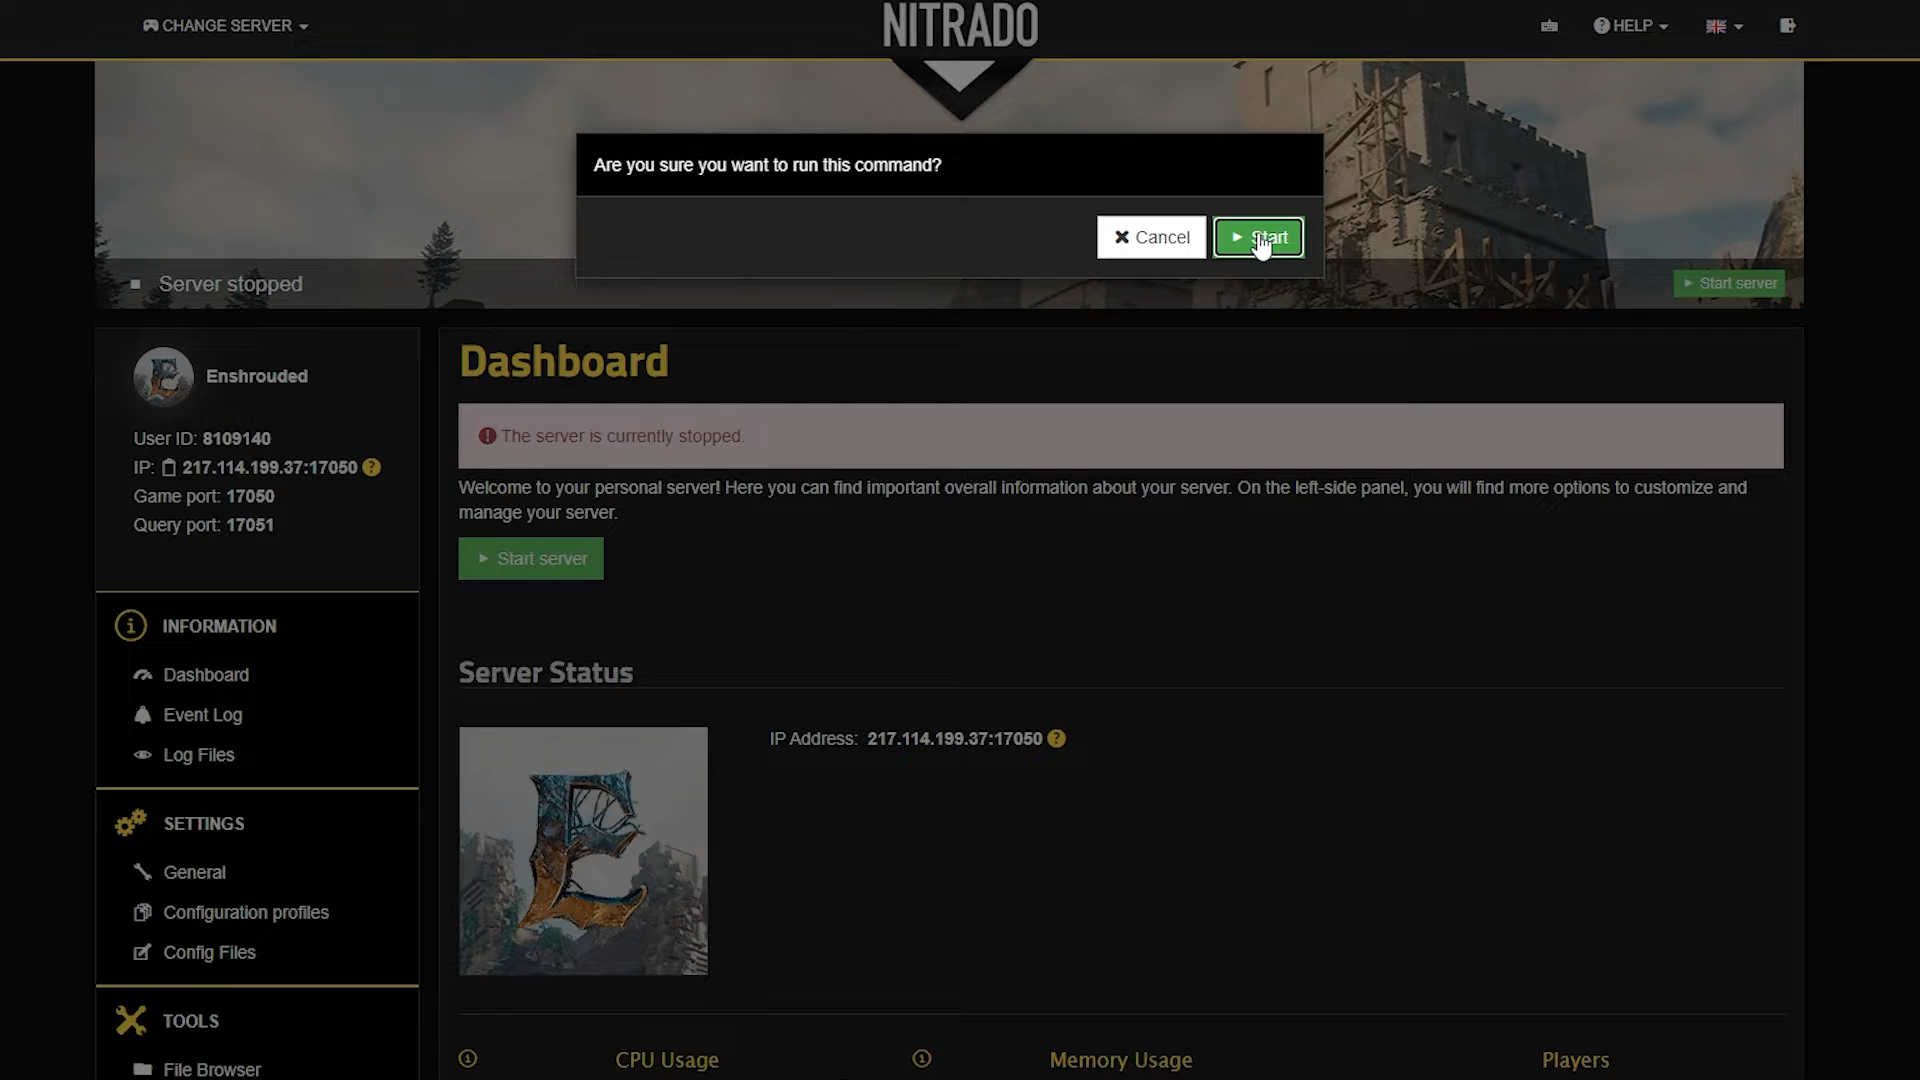 CHANGE SERVER
NITRADO
HELP
Are you sure you want to run this command?
Cancel
Start
Server stopped
Start server
Enshrouded
User ID: 8109140
IP: 217.114.199.37:17050 ?
Game port: 17050
Query port: 17051
Dashboard
The server is currently stopped.
Welcome to your personal server! Here you can find important overall information about your server. On the left-side panel, you will find more options to customize and
manage your server.
Start server
INFORMATION
Dashboard
Event Log
Log Files
Server Status
IP Address: 217.114.199.37:17050 ?
SETTINGS
General
Configuration profiles
Config Files
TOOLS
File Browser
CPU Usage
Memory Usage
Players